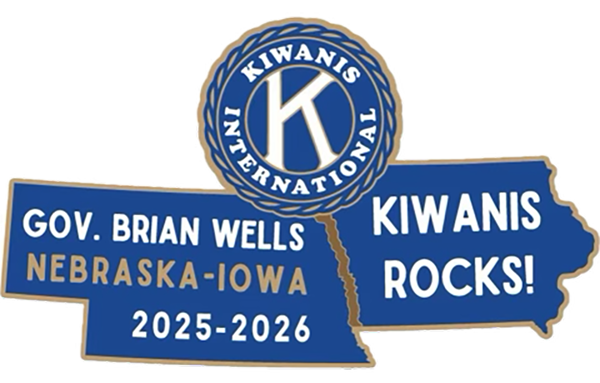 KIWANIS
K
INTERNATIONAL
GOV. BRIAN WELLS
NEBRASKA-IOWA
2025-2026
KIWANIS
ROCKS!